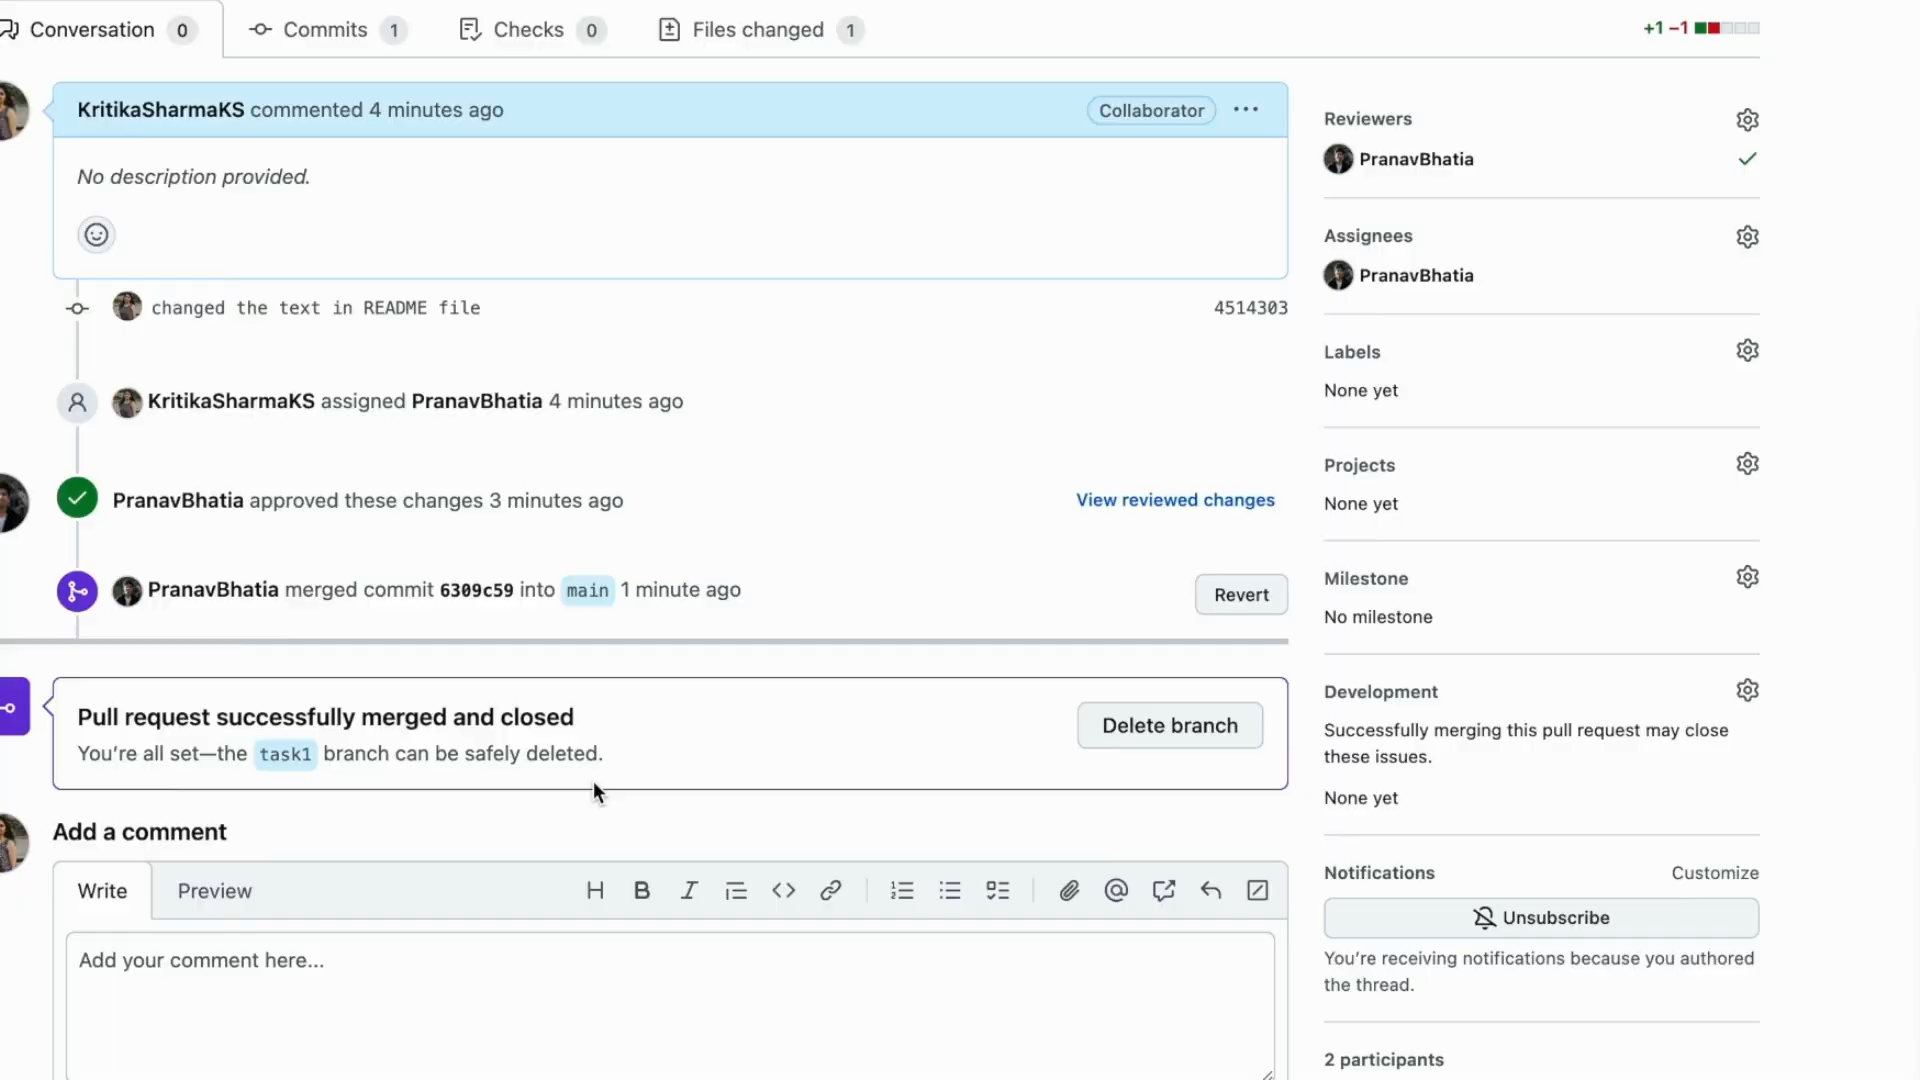 Conversation 0 Commits 1 Checks 0 Files changed 1 +1 −1
KritikaSharmaKS commented 4 minutes ago Collaborator
No description provided.
changed the text in README file 4514303
KritikaSharmaKS assigned PranavBhatia 4 minutes ago
PranavBhatia approved these changes 3 minutes ago View reviewed changes
PranavBhatia merged commit 6309c59 into main 1 minute ago Revert
Pull request successfully merged and closed
You're all set—the task1 branch can be safely deleted.
Delete branch
Add a comment
Write Preview
Add your comment here...
Reviewers
PranavBhatia
Assignees
PranavBhatia
Labels
None yet
Projects
None yet
Milestone
No milestone
Development
Successfully merging this pull request may close
these issues.
None yet
Notifications Customize
Unsubscribe
You're receiving notifications because you authored
the thread.
2 participants